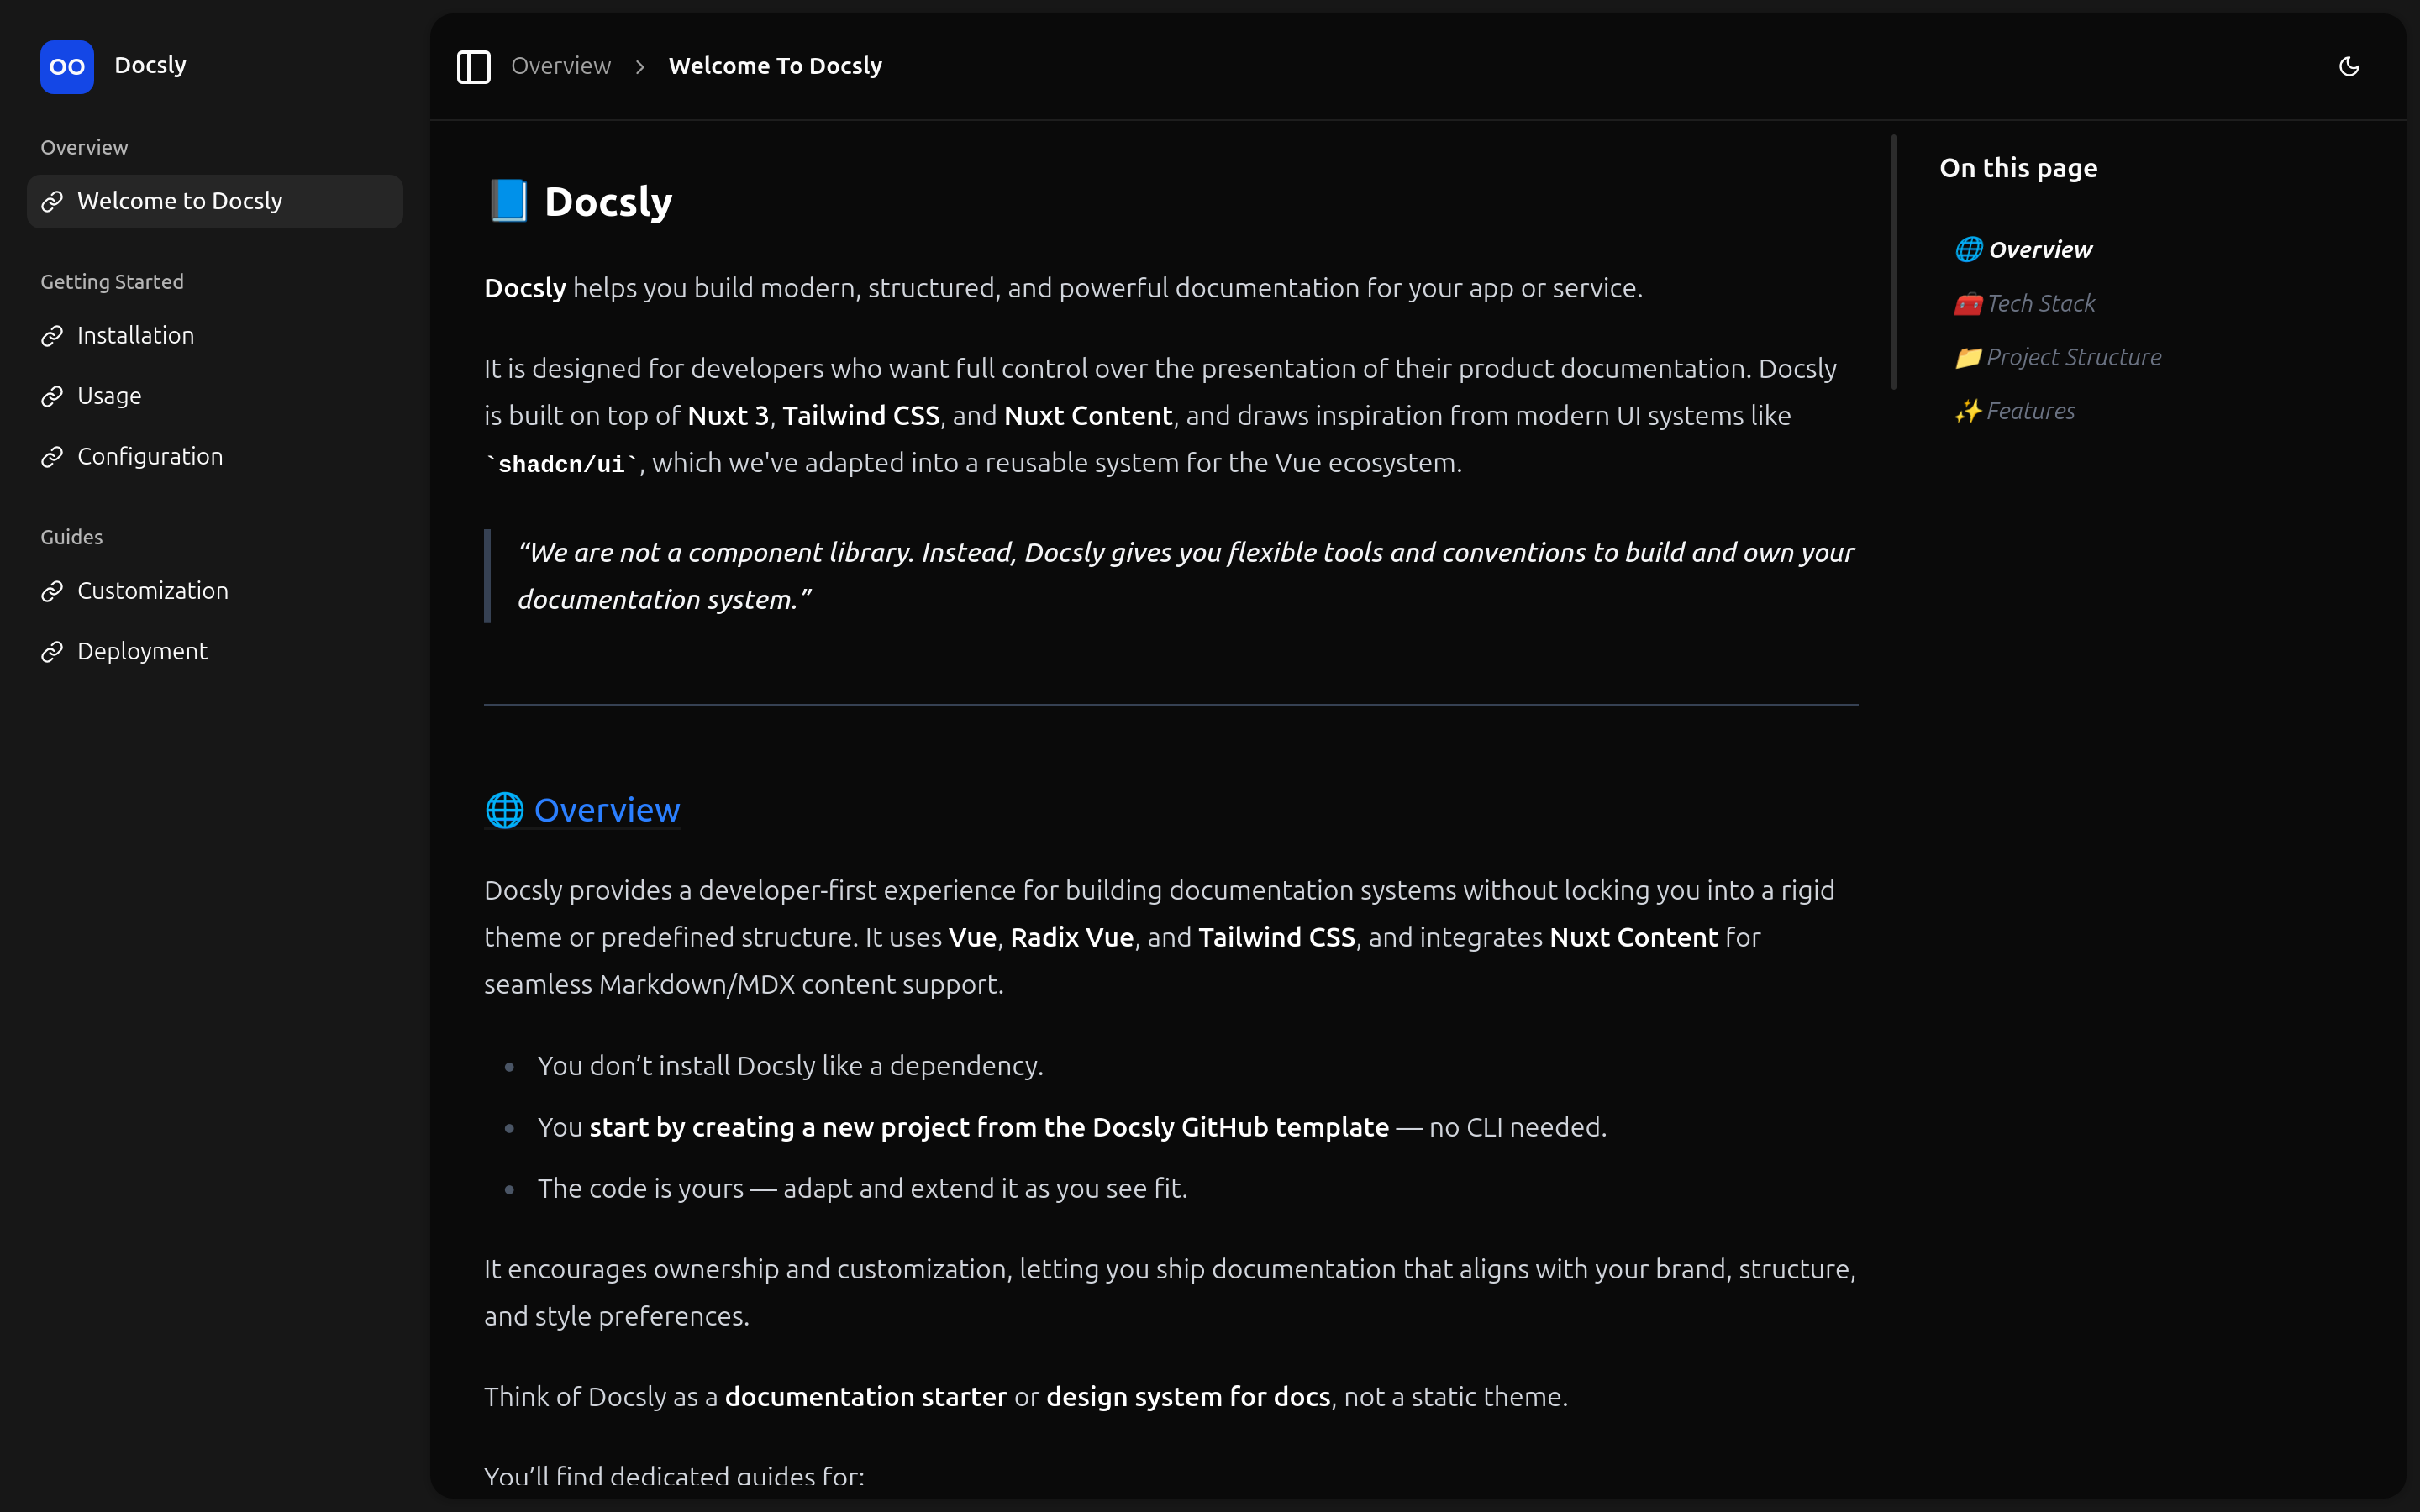 Docsly
Overview
Welcome to Docsly
Getting Started
Installation
Usage
Configuration
Guides
Customization
Deployment
Overview > Welcome To Docsly
📘 Docsly
Docsly helps you build modern, structured, and powerful documentation for your app or service.
It is designed for developers who want full control over the presentation of their product documentation. Docsly
is built on top of Nuxt 3, Tailwind CSS, and Nuxt Content, and draws inspiration from modern UI systems like
`shadcn/ui`, which we've adapted into a reusable system for the Vue ecosystem.
“We are not a component library. Instead, Docsly gives you flexible tools and conventions to build and own your
documentation system.”
🌐 Overview
Docsly provides a developer-first experience for building documentation systems without locking you into a rigid
theme or predefined structure. It uses Vue, Radix Vue, and Tailwind CSS, and integrates Nuxt Content for
seamless Markdown/MDX content support.
• You don’t install Docsly like a dependency.
• You start by creating a new project from the Docsly GitHub template — no CLI needed.
• The code is yours — adapt and extend it as you see fit.
It encourages ownership and customization, letting you ship documentation that aligns with your brand, structure,
and style preferences.
Think of Docsly as a documentation starter or design system for docs, not a static theme.
You’ll find dedicated guides for:
On this page
🌐 Overview
🧰 Tech Stack
📁 Project Structure
✨ Features